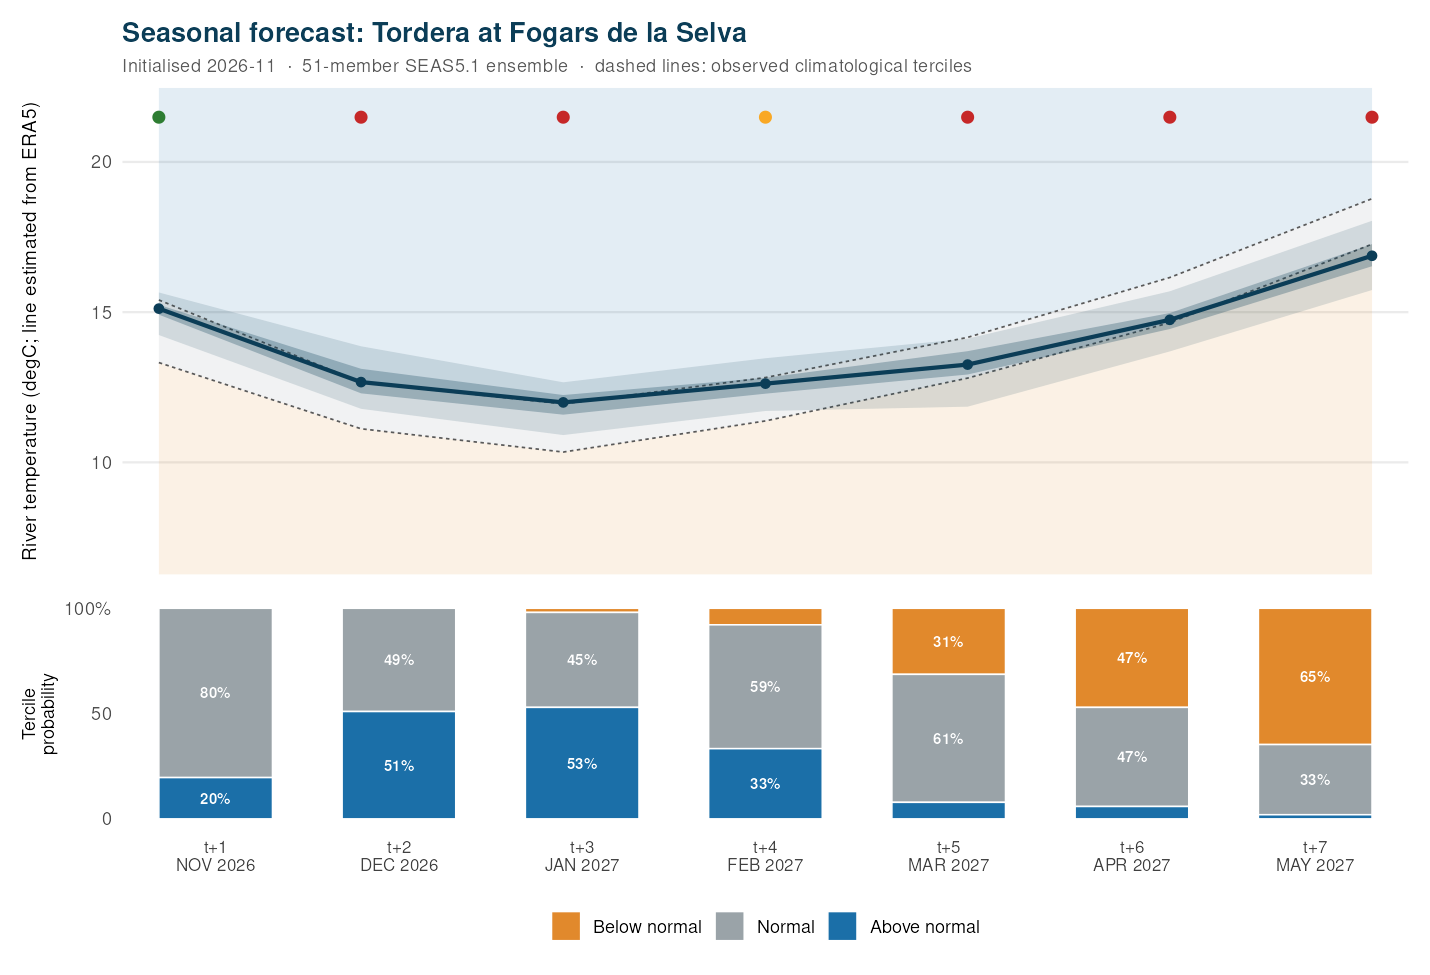 Seasonal forecast: Tordera at Fogars de la Selva
Initialised 2026-11 · 51-member SEAS5.1 ensemble · dashed lines: observed climatological terciles
River temperature (degC; line estimated from ERA5)
20
15
10
Tercile
probability
100%
50
0
80%
20%
49%
51%
45%
53%
59%
33%
31%
61%
47%
47%
65%
33%
t+1
NOV 2026
t+2
DEC 2026
t+3
JAN 2027
t+4
FEB 2027
t+5
MAR 2027
t+6
APR 2027
t+7
MAY 2027
Below normal
Normal
Above normal